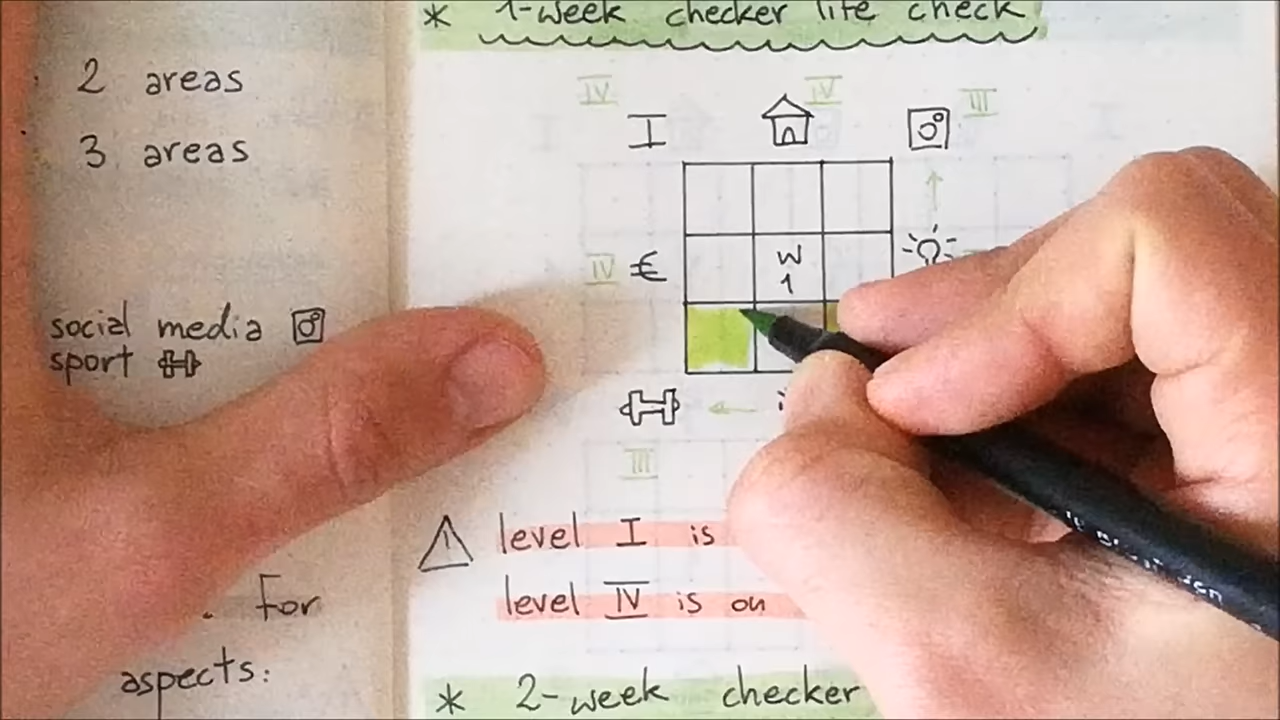 2 areas
3 areas
social media
sport
. For
aspects:
* 1-week checker life check
IV IV III
I
IV € W
1
III
level I is
level IV is on
* 2-week checker